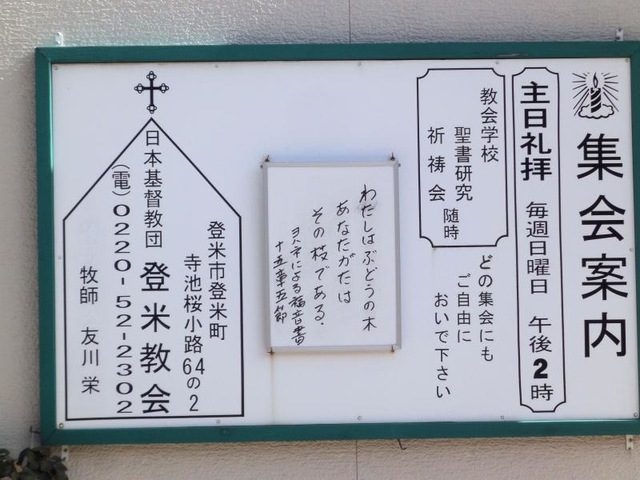 集会案内
主日礼拝 毎週日曜日 午後2時
教会学校
聖書研究
祈祷会 随時
どの集会にも
ご自由に
おいで下さい
わたしはぶどうの木
あなたがたは
その枝である.
ヨハネによる福音書
十五章五節
登米市登米町
寺池桜小路64の2
日本基督教団 登米教会
(電)0220-52-2302
牧師 友川 栄